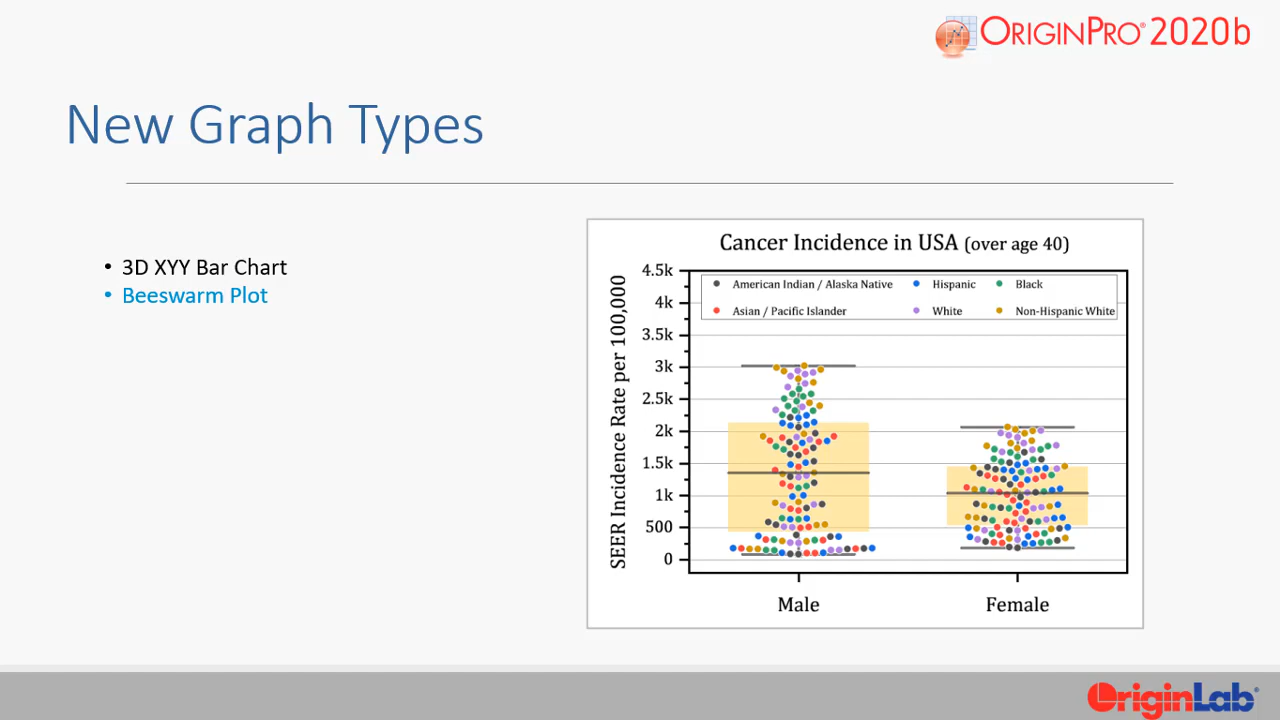 ORIGINPRO® 2020b
New Graph Types
• 3D XYY Bar Chart
• Beeswarm Plot
Cancer Incidence in USA (over age 40)
SEER Incidence Rate per 100,000
4.5k
4k
3.5k
3k
2.5k
2k
1.5k
1k
500
0
American Indian / Alaska Native Hispanic Black
Asian / Pacific Islander White Non-Hispanic White
Male Female
OriginLab®